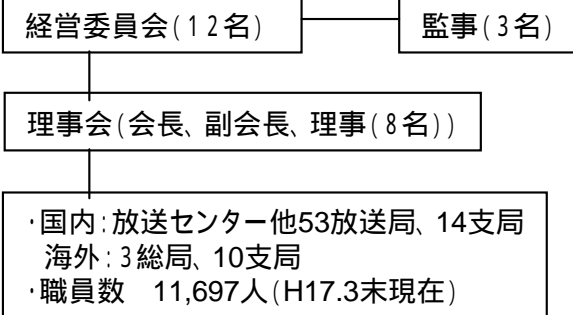 経営委員会(12名)
監事(3名)
理事会(会長、副会長、理事(8名))
・国内:放送センター他53放送局、14支局
海外:3総局、10支局
・職員数 11,697人(H17.3末現在)